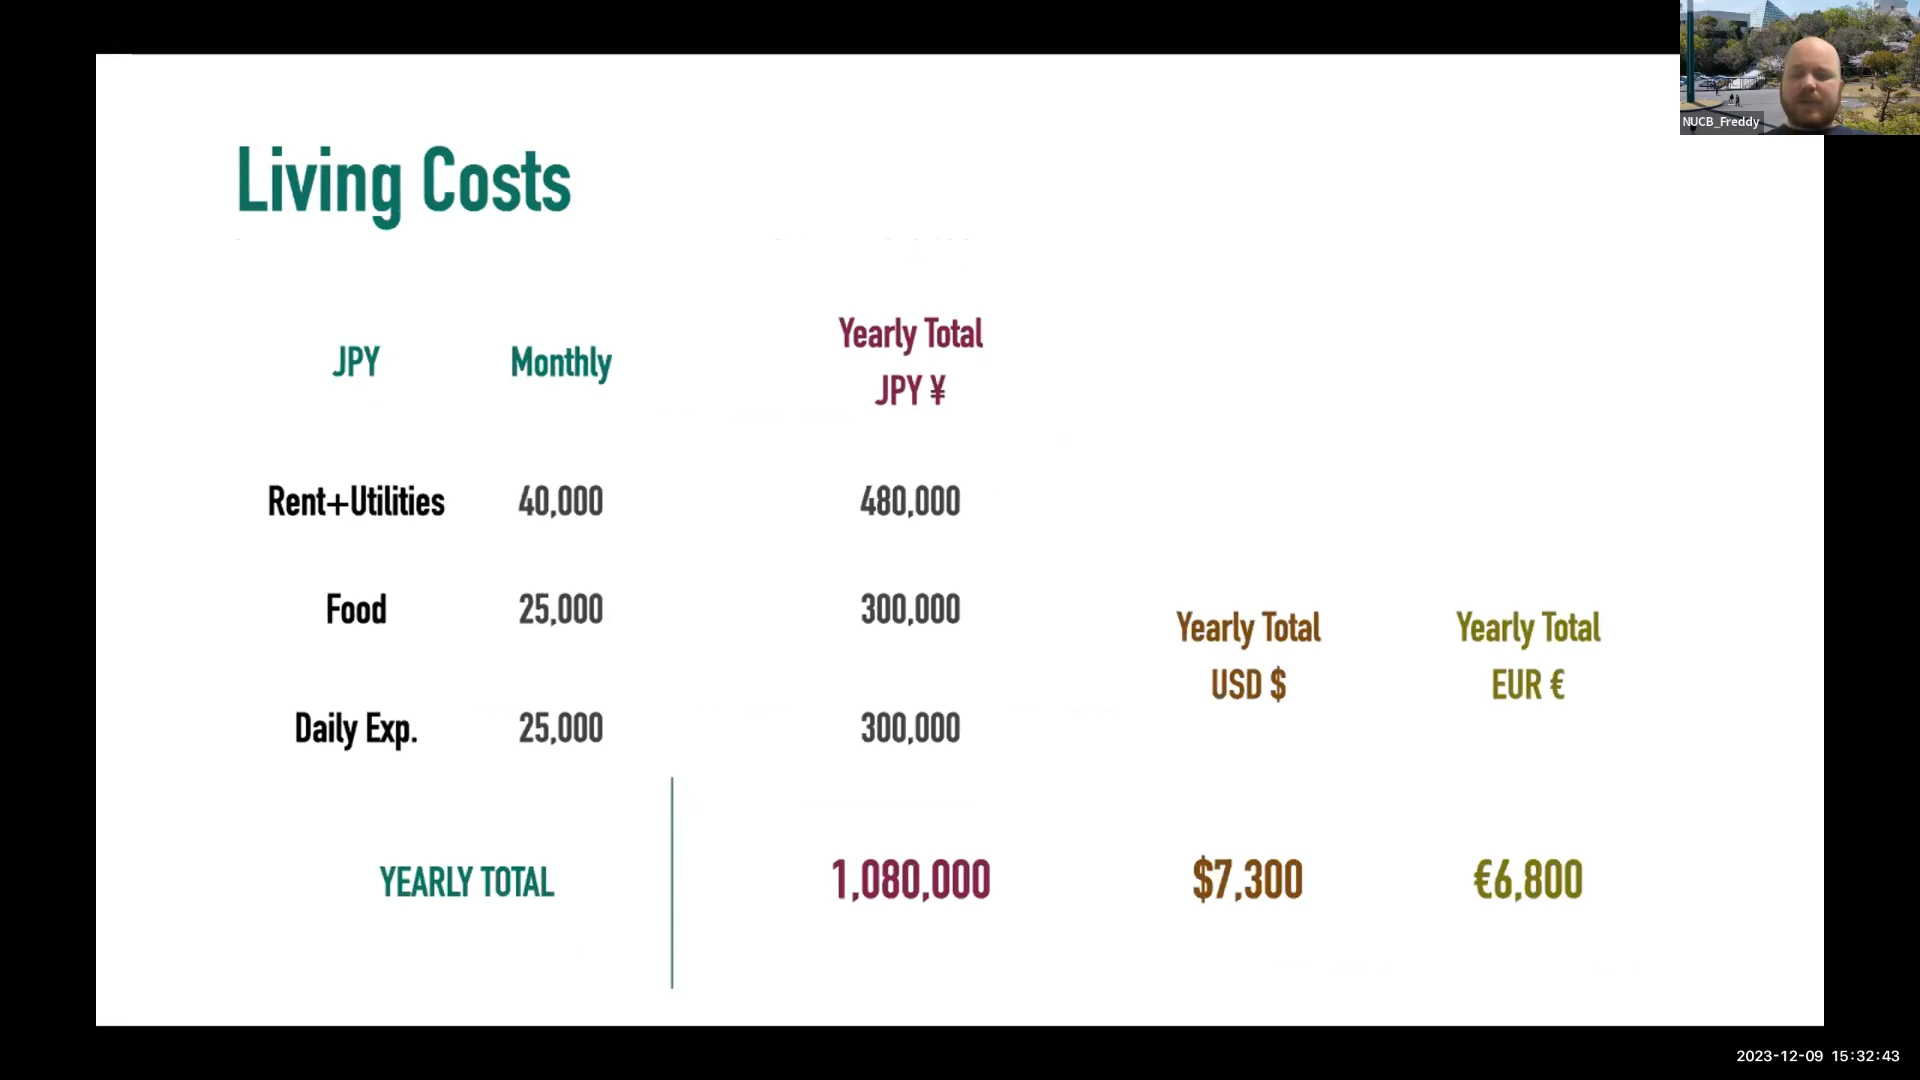 NUCB_Freddy
Living Costs
JPY Monthly Yearly Total
JPY ¥
Rent+Utilities 40,000 480,000
Food 25,000 300,000
Yearly Total Yearly Total
USD $ EUR €
Daily Exp. 25,000 300,000
YEARLY TOTAL 1,080,000 $7,300 €6,800
2023-12-09 15:32:43